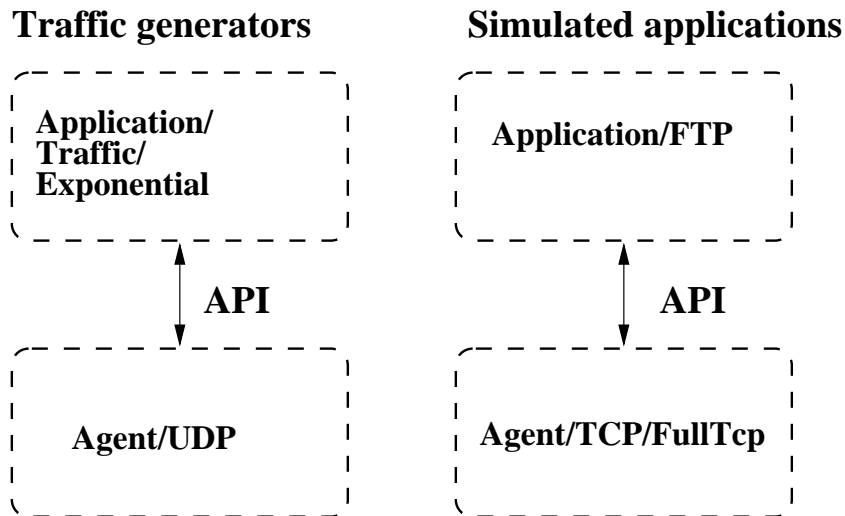 Traffic generators
Simulated applications
Application/
Traffic/
Exponential
Application/FTP
API
API
Agent/UDP
Agent/TCP/FullTcp